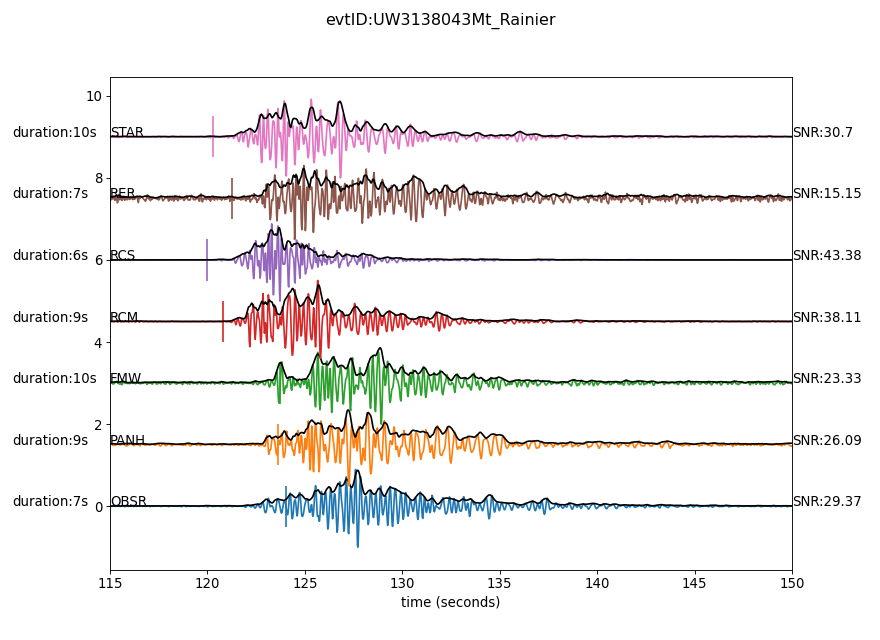 evtID:UW3138043Mt_Rainier
10
duration:10s STAR SNR:30.7
8
duration:7s RER SNR:15.15
duration:6s RCS SNR:43.38
6
duration:9s RCM SNR:38.11
4
duration:10s FMW SNR:23.33
2
duration:9s PANH SNR:26.09
duration:7s OBSR SNR:29.37
0
115 120 125 130 135 140 145 150
time (seconds)